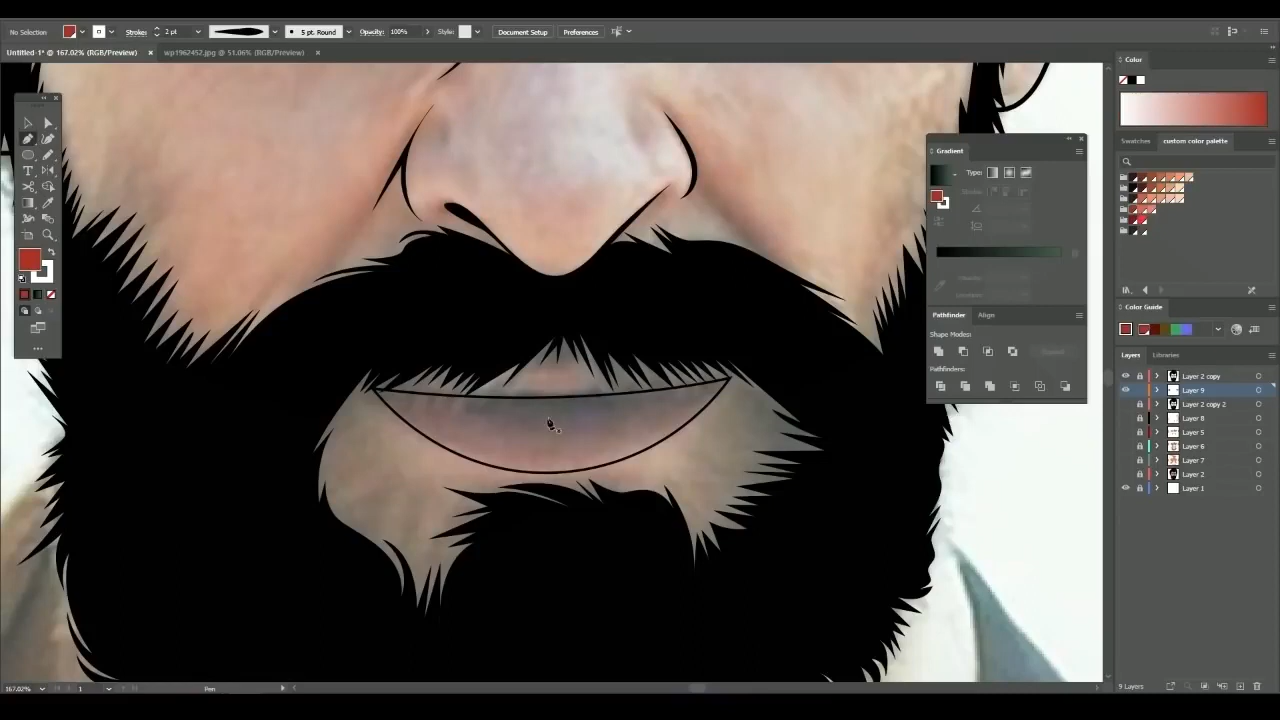 No Selection Stroke: 2 pt 5 pt. Round Opacity: 100% Style: Document Setup Preferences
Untitled-1* @ 167.02% (RGB/Preview) × wp1962452.jpg @ 51.06% (RGB/Preview) ×
Color
Swatches custom color palette
Gradient
Type:
Pathfinder Align
Shape Modes:
Pathfinders:
Color Guide
Layers Libraries
Layer 2 copy
Layer 9
Layer 2 copy 2
Layer 8
Layer 5
Layer 6
Layer 7
Layer 2
Layer 1
167.02% 1 Pen 9 Layers